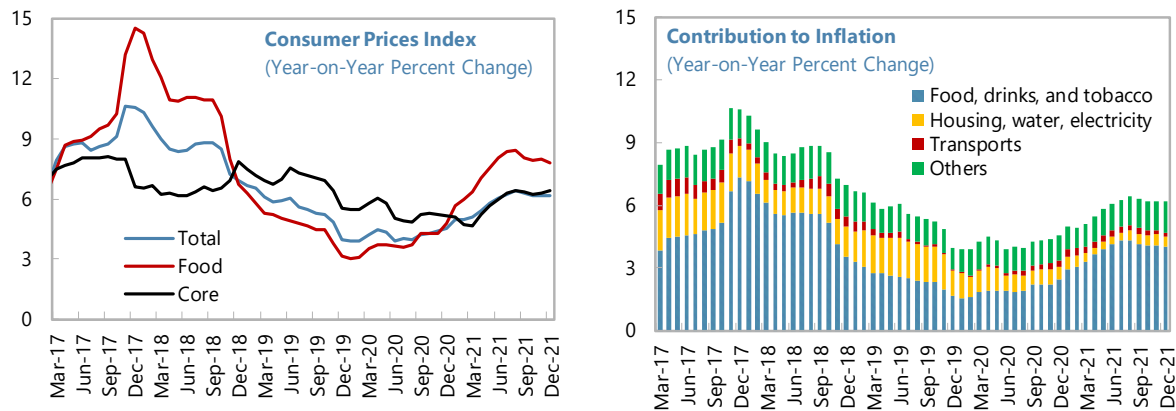 15
12
9
6
3
0
Consumer Prices Index
(Year-on-Year Percent Change)
Total
Food
Core
Mar-17
Jun-17
Sep-17
Dec-17
Mar-18
Jun-18
Sep-18
Dec-18
Mar-19
Jun-19
Sep-19
Dec-19
Mar-20
Jun-20
Sep-20
Dec-20
Mar-21
Jun-21
Sep-21
Dec-21
15
12
9
6
3
0
Contribution to Inflation
(Year-on-Year Percent Change)
Food, drinks, and tobacco
Housing, water, electricity
Transports
Others
Mar-17
Jun-17
Sep-17
Dec-17
Mar-18
Jun-18
Sep-18
Dec-18
Mar-19
Jun-19
Sep-19
Dec-19
Mar-20
Jun-20
Sep-20
Dec-20
Mar-21
Jun-21
Sep-21
Dec-21